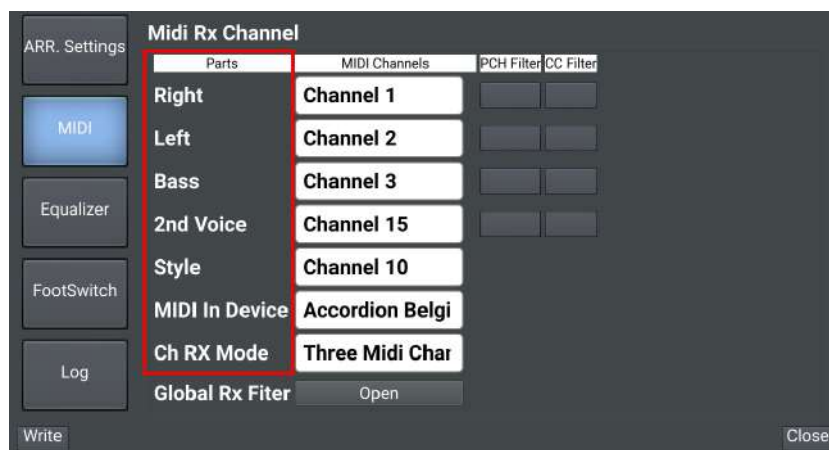 ARR. Settings
Midi Rx Channel
Parts MIDI Channels PCH Filter CC Filter
Right Channel 1
MIDI
Left Channel 2
Bass Channel 3
Equalizer
2nd Voice Channel 15
Style Channel 10
FootSwitch
MIDI In Device Accordion Belgi
Ch RX Mode Three Midi Char
Log
Global Rx Fiter Open
Write Close